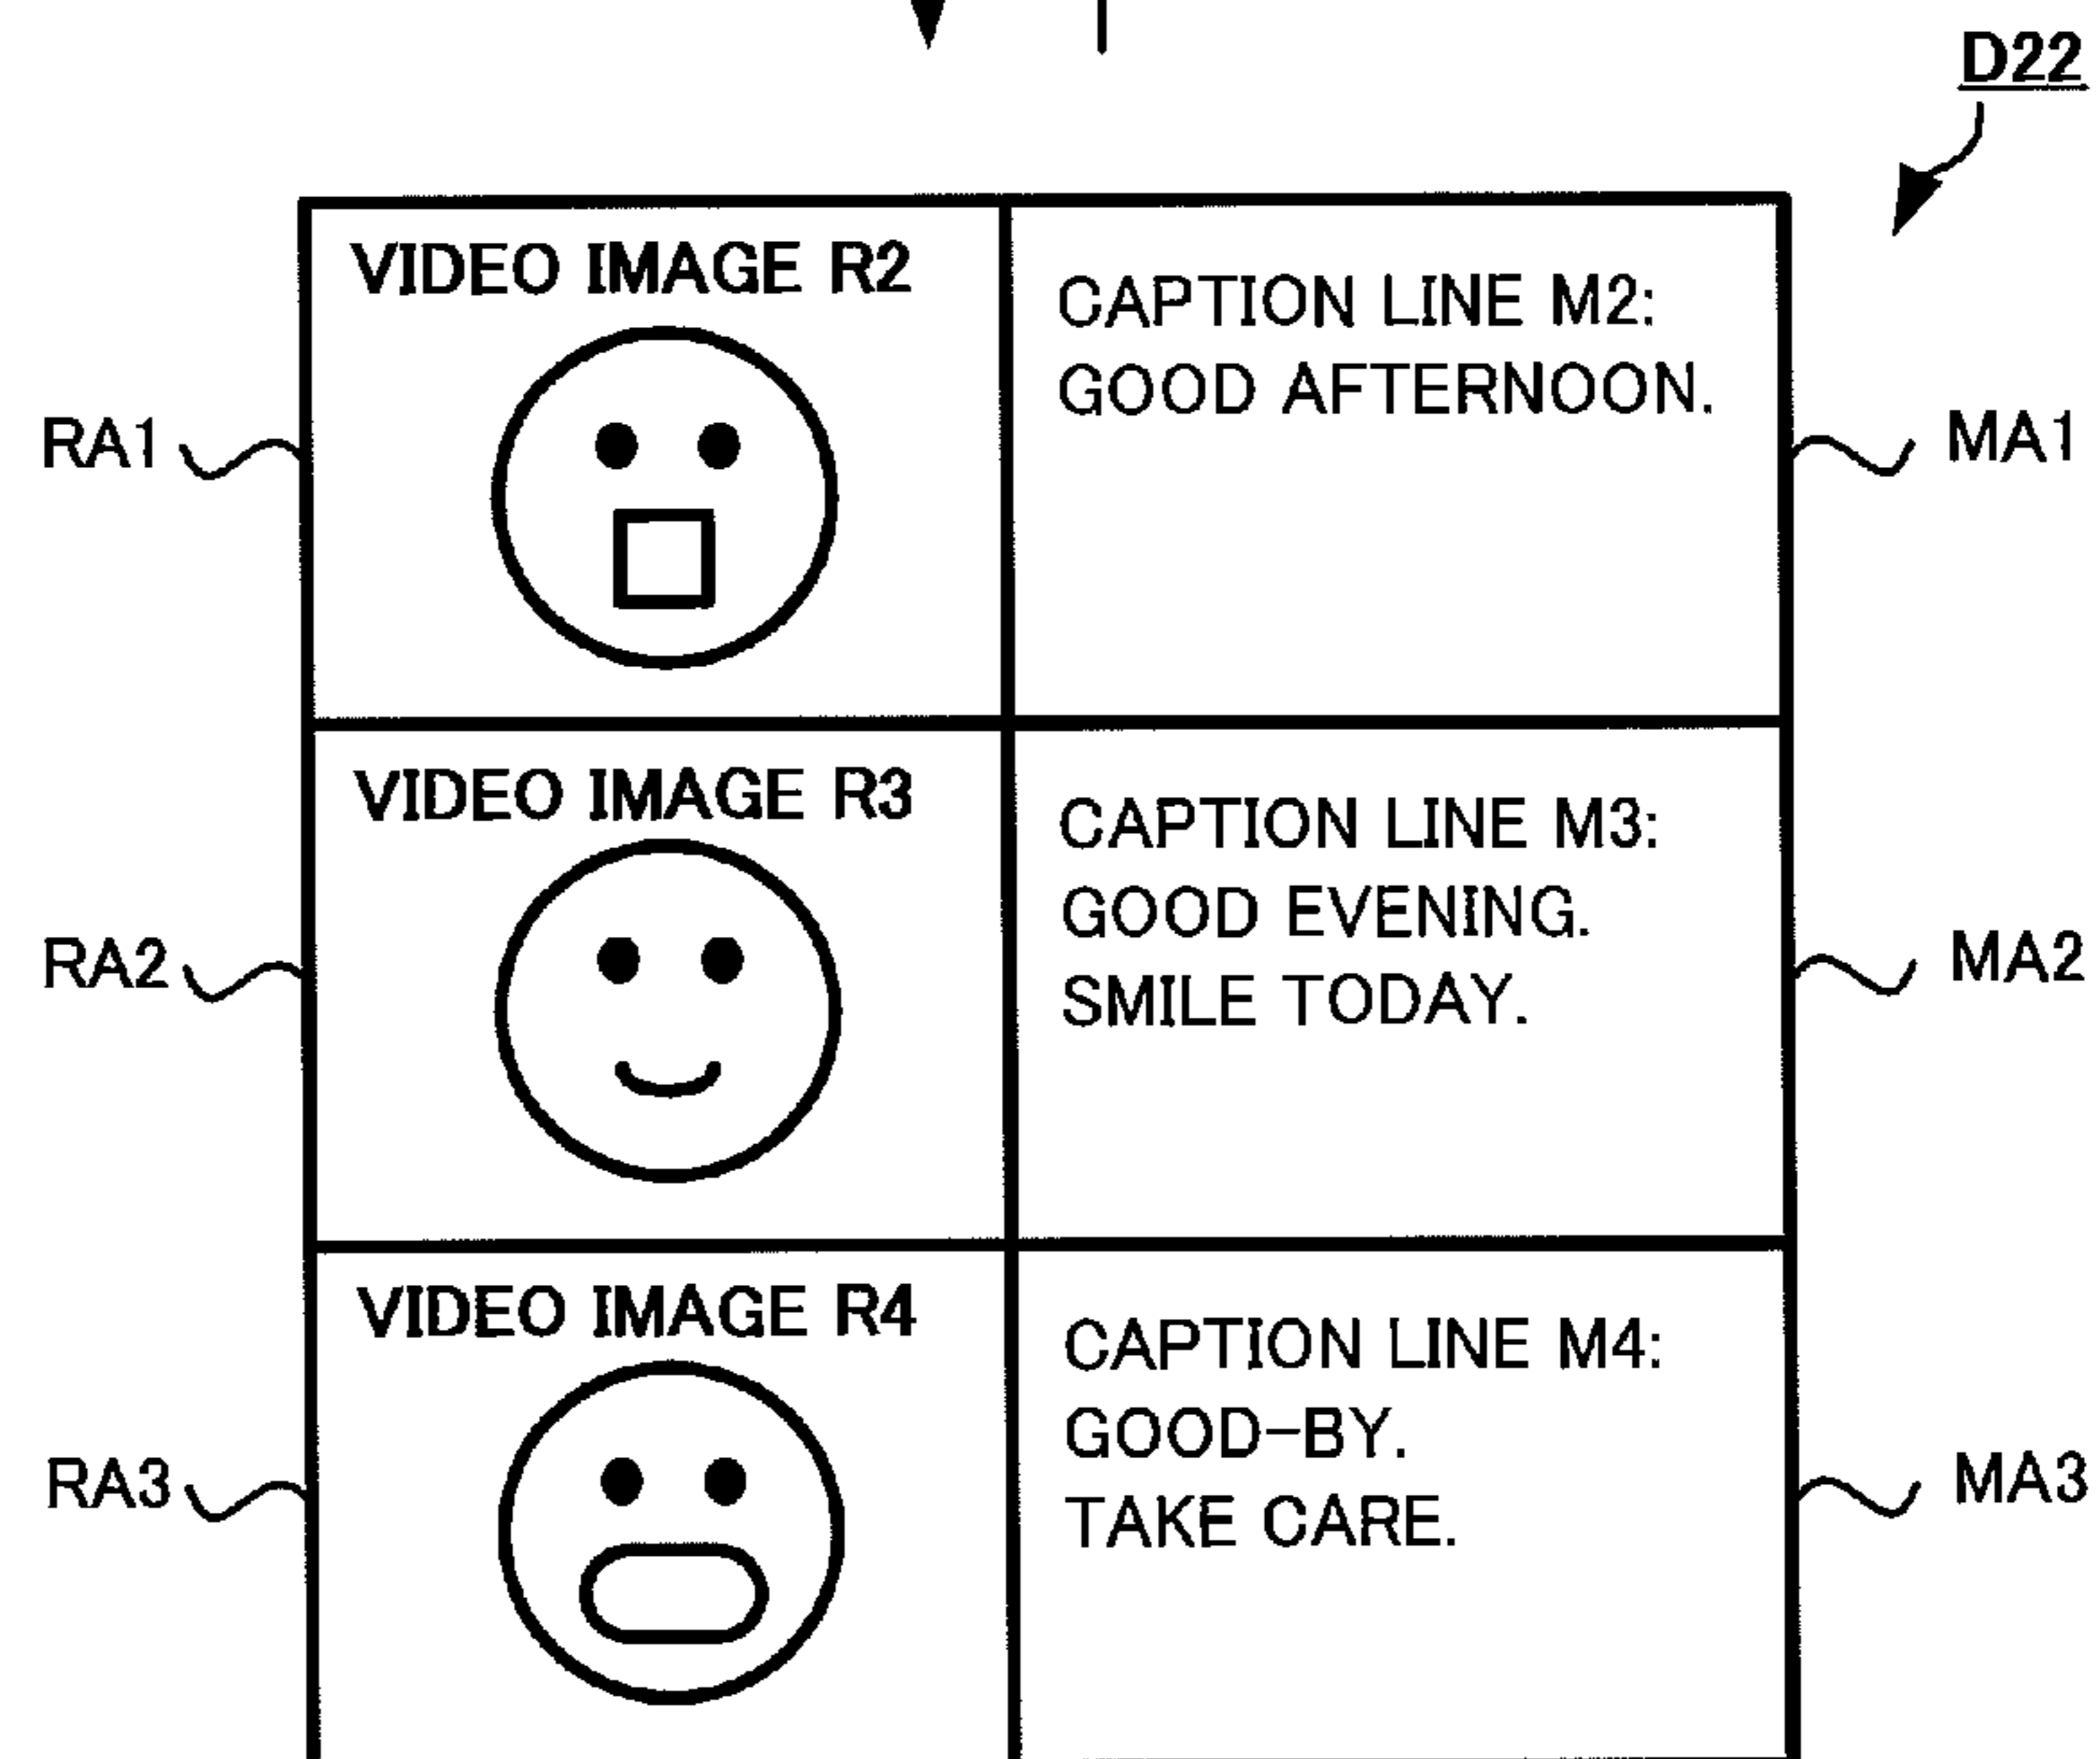 D22
VIDEO IMAGE R2
CAPTION LINE M2:
GOOD AFTERNOON.
RA1
MA1
VIDEO IMAGE R3
CAPTION LINE M3:
GOOD EVENING.
SMILE TODAY.
RA2
MA2
VIDEO IMAGE R4
CAPTION LINE M4:
GOOD-BY.
TAKE CARE.
RA3
MA3